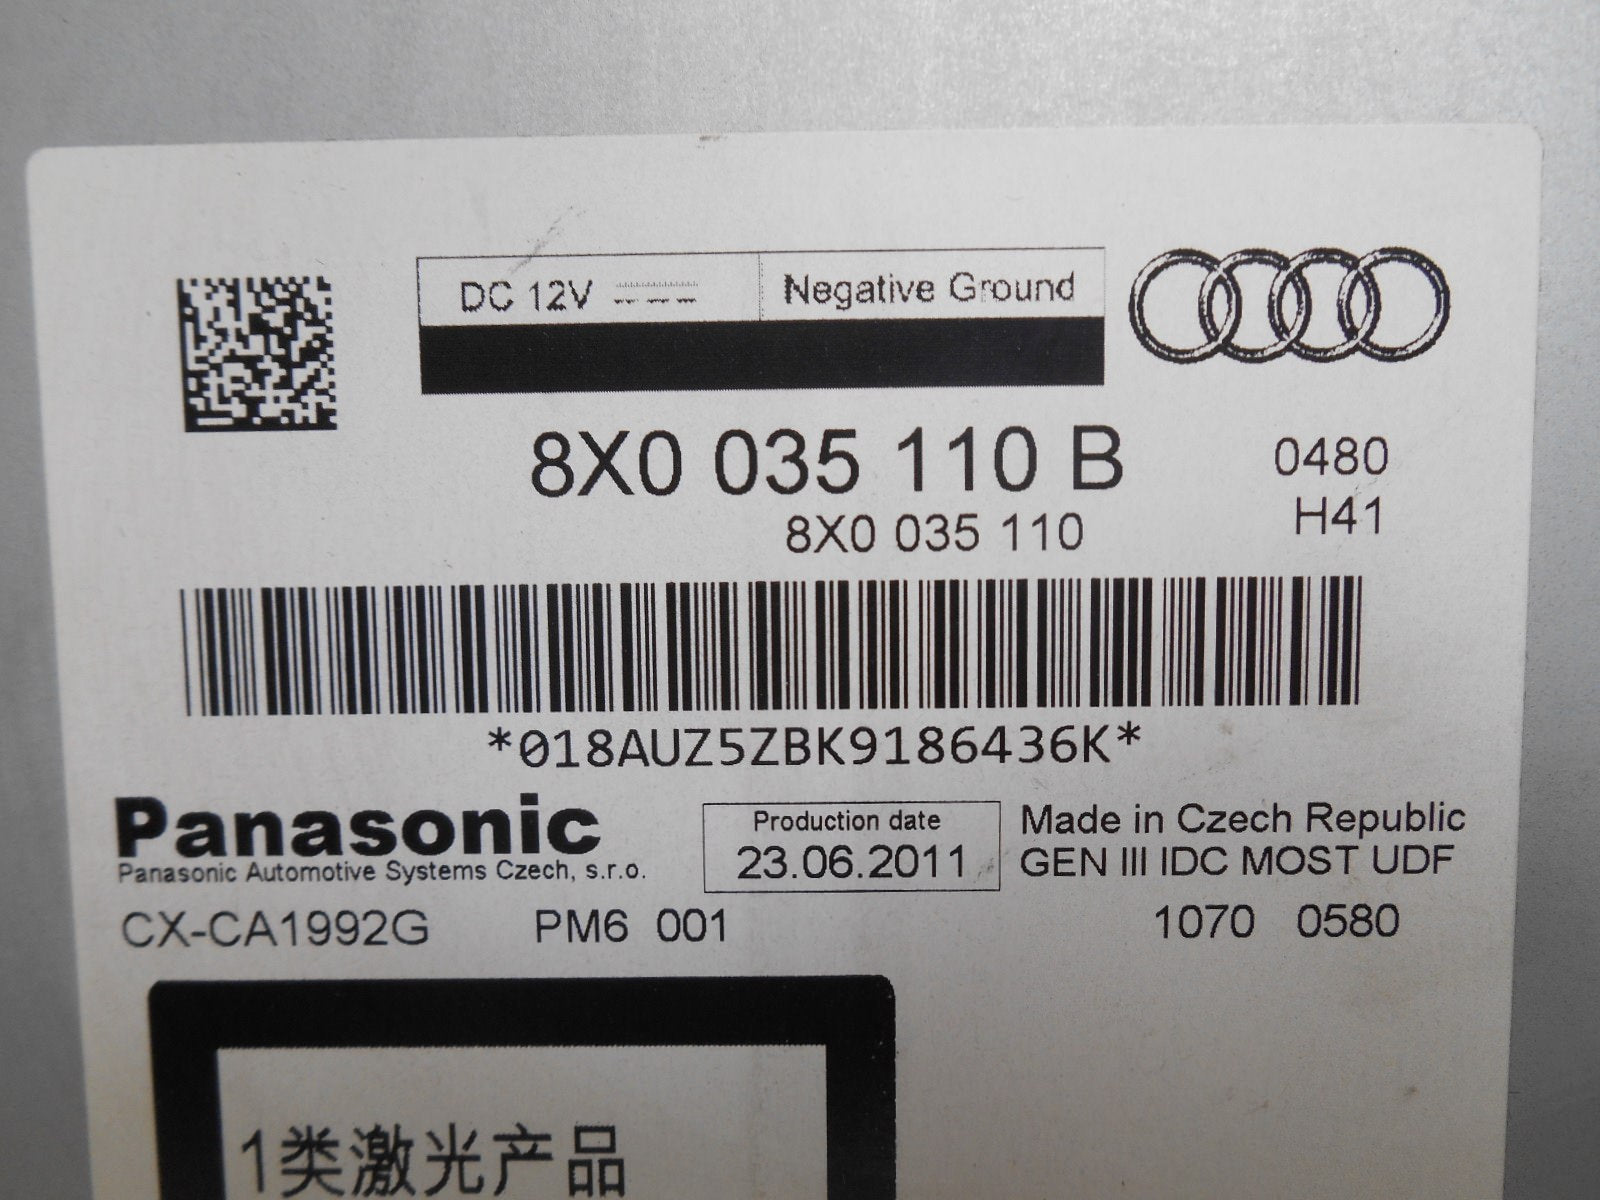 DC 12V Negative Ground
8X0 035 110 B 0480
8X0 035 110 H41
*018AUZ5ZBK9186436K*
Panasonic
Panasonic Automotive Systems Czech, s.r.o.
Production date
23.06.2011
Made in Czech Republic
GEN III IDC MOST UDF
CX-CA1992G PM6 001 1070 0580
1类激光产品